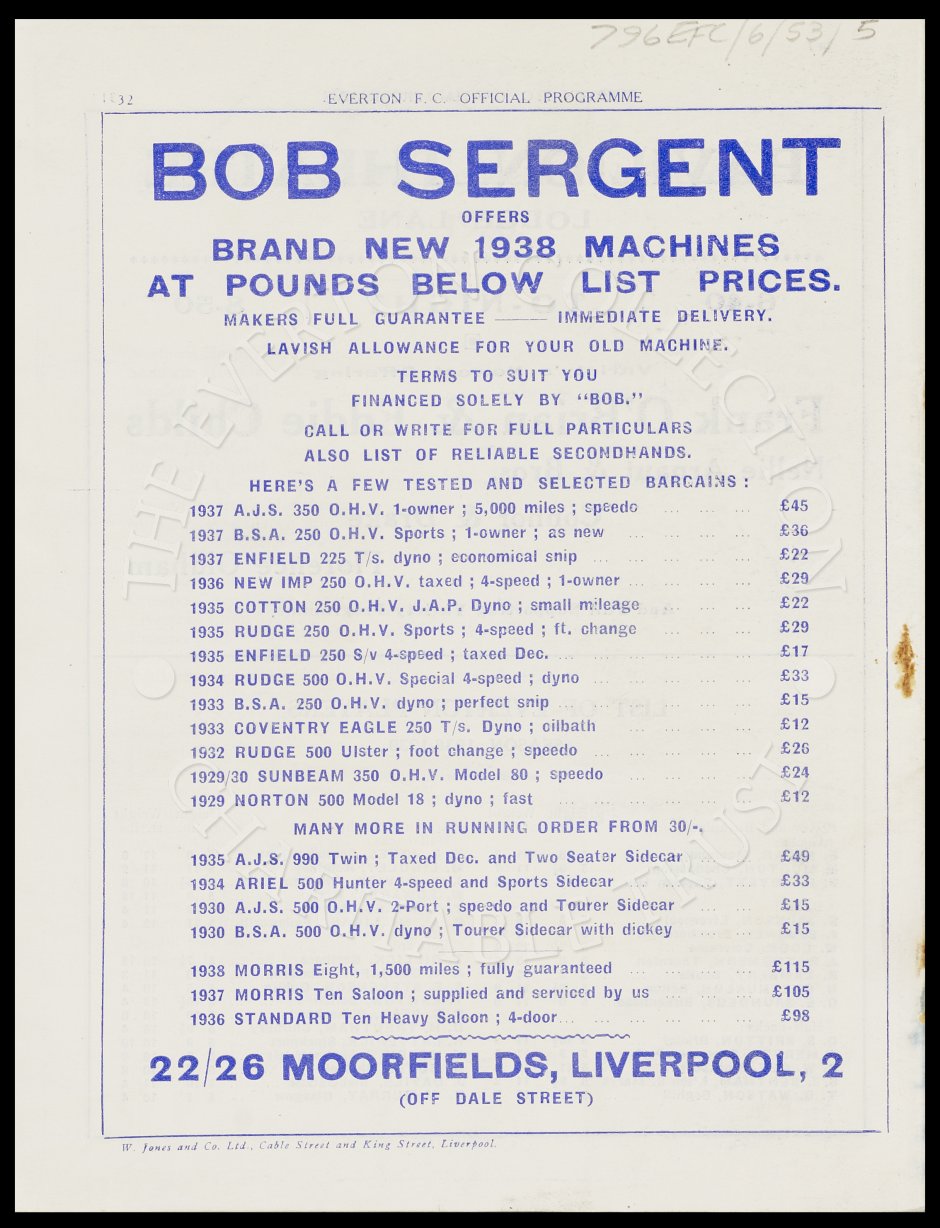 796EFC/6/53/5
32
EVERTON F. C. OFFICIAL PROGRAMME
BOB SERGENT
OFFERS
BRAND NEW 1938 MACHINES
AT POUNDS BELOW LIST PRICES.
MAKERS FULL GUARANTEE —— IMMEDIATE DELIVERY.
LAVISH ALLOWANCE FOR YOUR OLD MACHINE.
TERMS TO SUIT YOU
FINANCED SOLELY BY “BOB.”
CALL OR WRITE FOR FULL PARTICULARS
ALSO LIST OF RELIABLE SECONDHANDS.
HERE'S A FEW TESTED AND SELECTED BARGAINS :
1937 A.J.S. 350 O.H.V. 1-owner ; 5,000 miles ; speedo ... ... ... £45
1937 B.S.A. 250 O.H.V. Sports ; 1-owner ; as new ... ... ... ... £36
1937 ENFIELD 225 T/s. dyno ; economical snip ... ... ... ... £22
1936 NEW IMP 250 O.H.V. taxed ; 4-speed ; 1-owner ... ... ... ... £29
1935 COTTON 250 O.H.V. J.A.P. Dyno ; small mileage ... ... ... £22
1935 RUDGE 250 O.H.V. Sports ; 4-speed ; ft. change ... ... ... £29
1935 ENFIELD 250 S/v 4-speed ; taxed Dec. ... ... ... ... ... £17
1934 RUDGE 500 O.H.V. Special 4-speed ; dyno ... ... ... ... £33
1933 B.S.A. 250 O.H.V. dyno ; perfect snip ... ... ... ... ... £15
1933 COVENTRY EAGLE 250 T/s. Dyno ; oilbath ... ... ... ... £12
1932 RUDGE 500 Ulster ; foot change ; speedo ... ... ... ... £26
1929/30 SUNBEAM 350 O.H.V. Model 80 ; speedo ... ... ... ... £24
1929 NORTON 500 Model 18 ; dyno ; fast ... ... ... ... ... £12
MANY MORE IN RUNNING ORDER FROM 30/-.
1935 A.J.S. 990 Twin ; Taxed Dec. and Two Seater Sidecar ... ... £49
1934 ARIEL 500 Hunter 4-speed and Sports Sidecar ... ... ... ... £33
1930 A.J.S. 500 O.H.V. 2-Port ; speedo and Tourer Sidecar ... ... £15
1930 B.S.A. 500 O.H.V. dyno ; Tourer Sidecar with dickey ... ... £15
1938 MORRIS Eight, 1,500 miles ; fully guaranteed ... ... ... ... £115
1937 MORRIS Ten Saloon ; supplied and serviced by us ... ... ... £105
1936 STANDARD Ten Heavy Saloon ; 4-door... ... ... ... ... £98
22/26 MOORFIELDS, LIVERPOOL, 2
(OFF DALE STREET)
W. Jones and Co. Ltd., Cable Street and King Street, Liverpool.
THE EVERTON COLLECTION
CHARITABLE TRUST